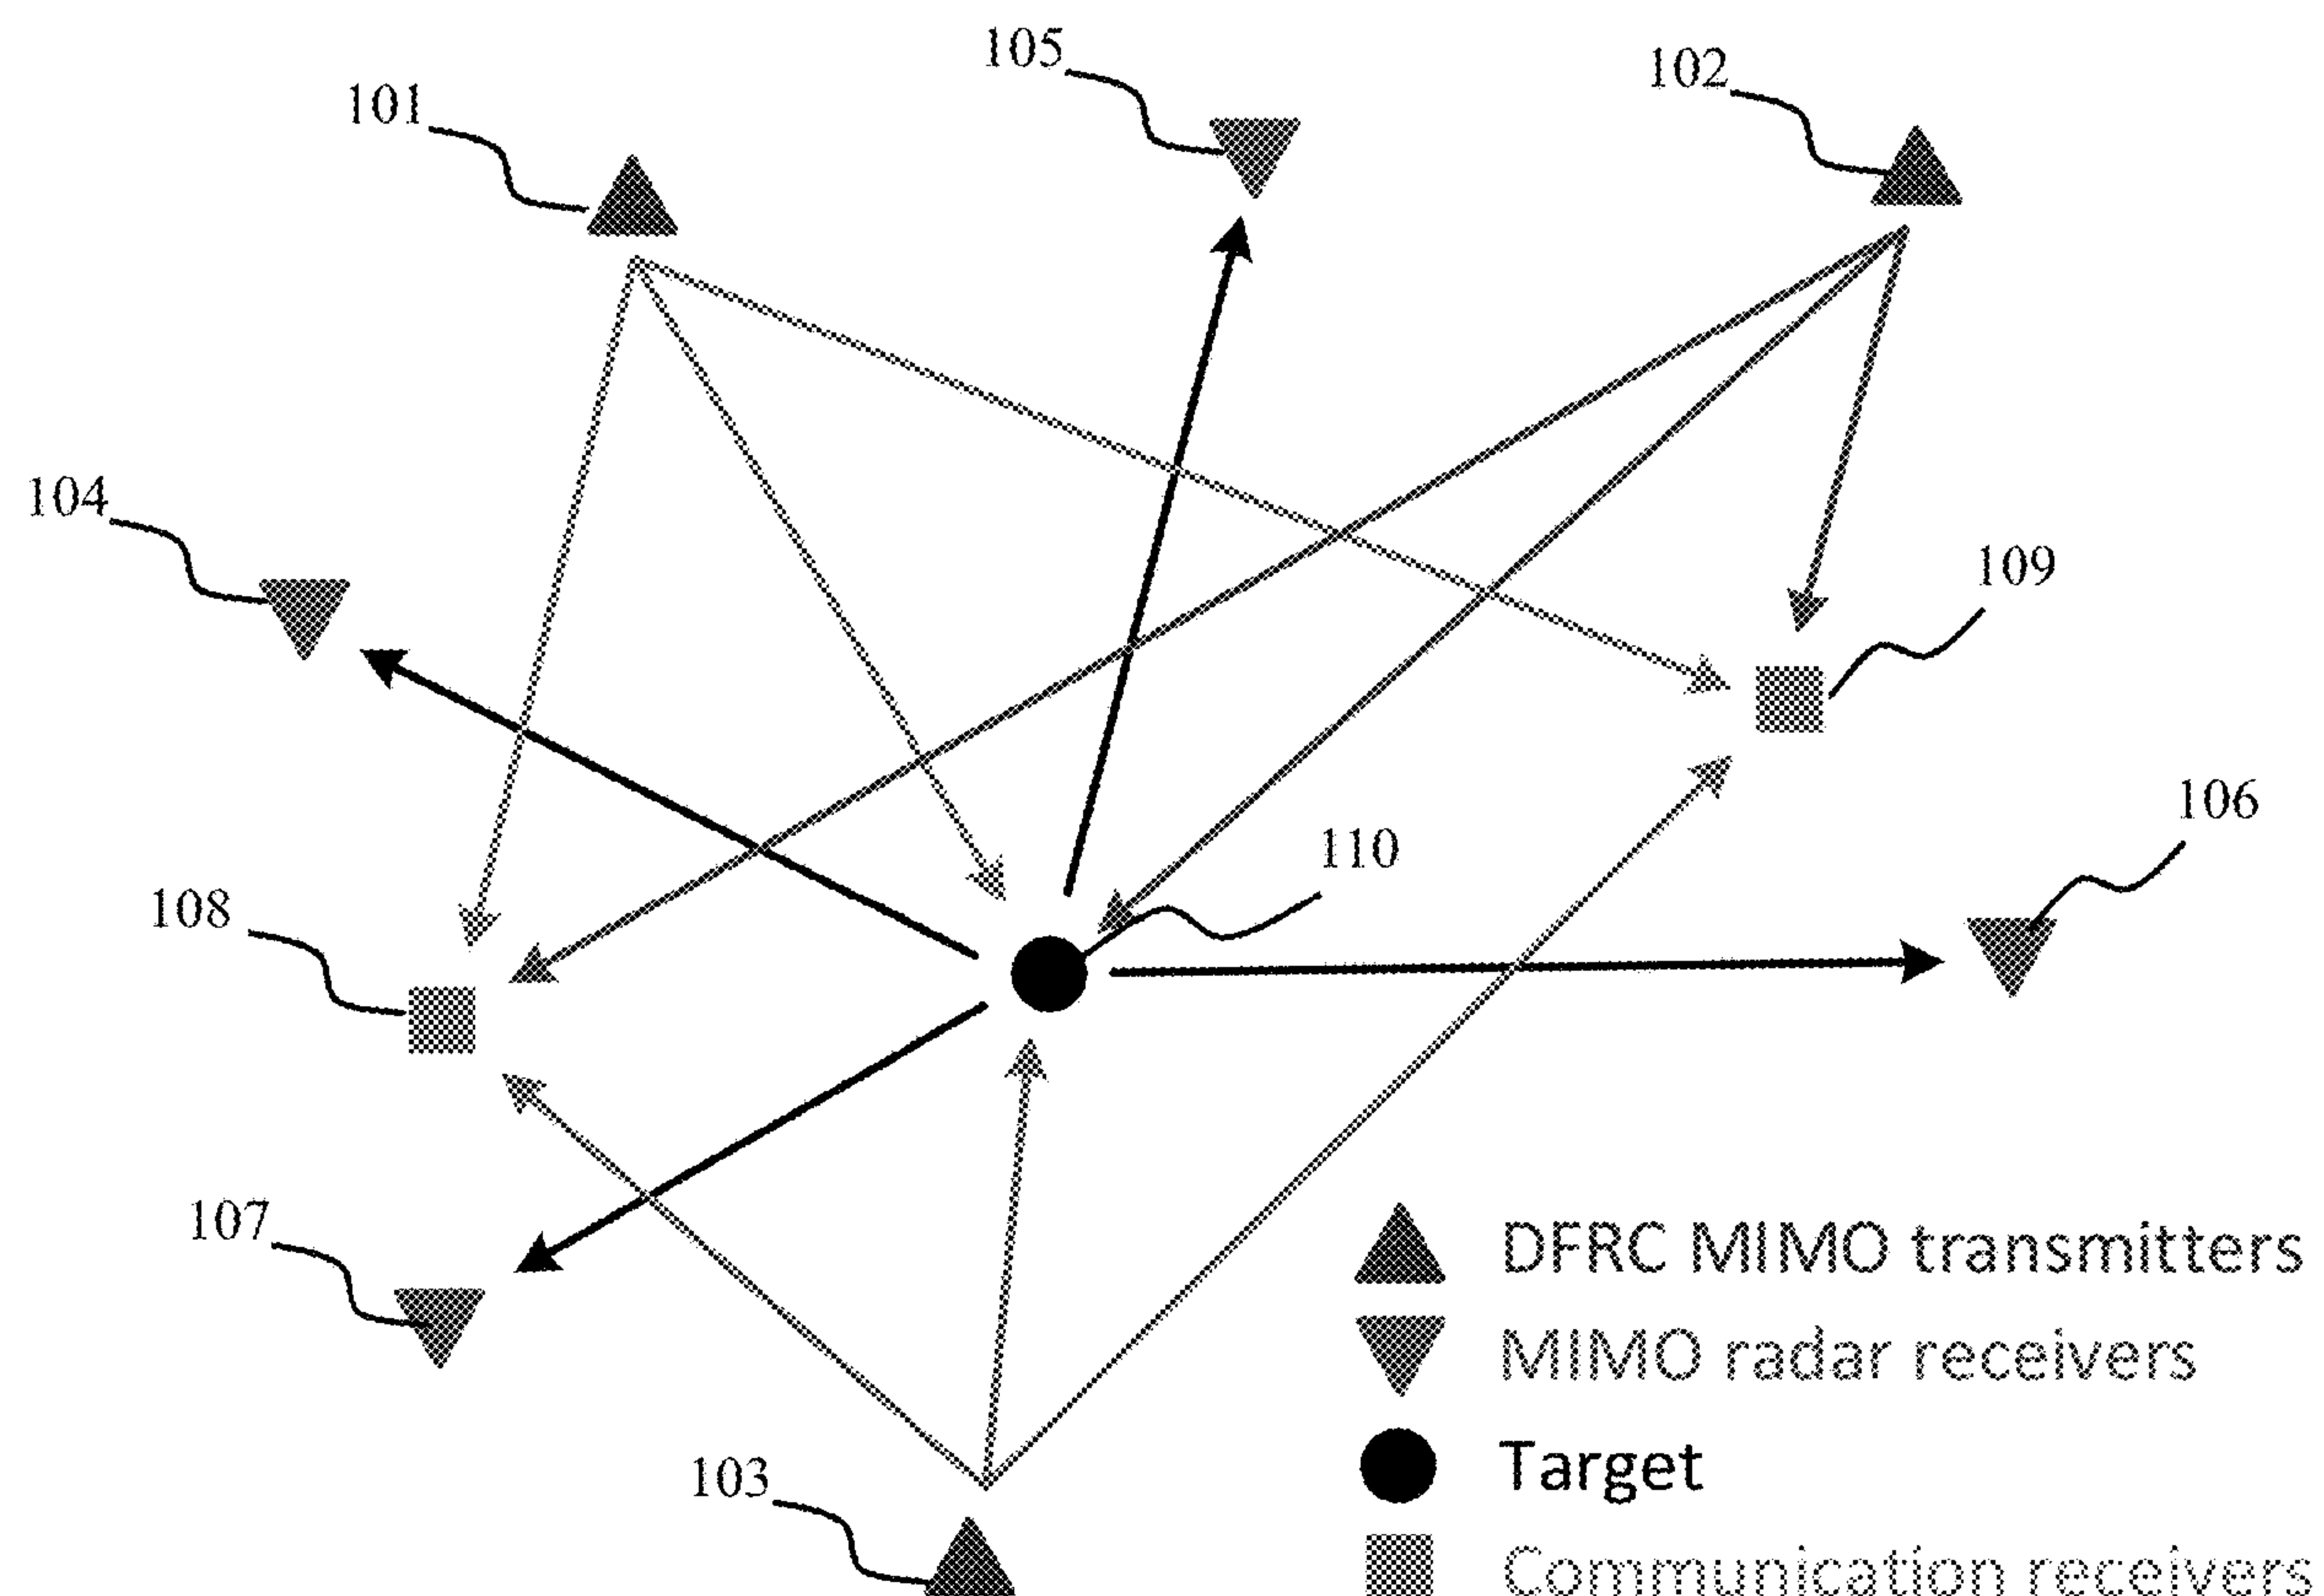 105
102
101
104
109
106
110
108
107
DFRC MIMO transmitters
MIMO radar receivers
103
Target
Communication receivers